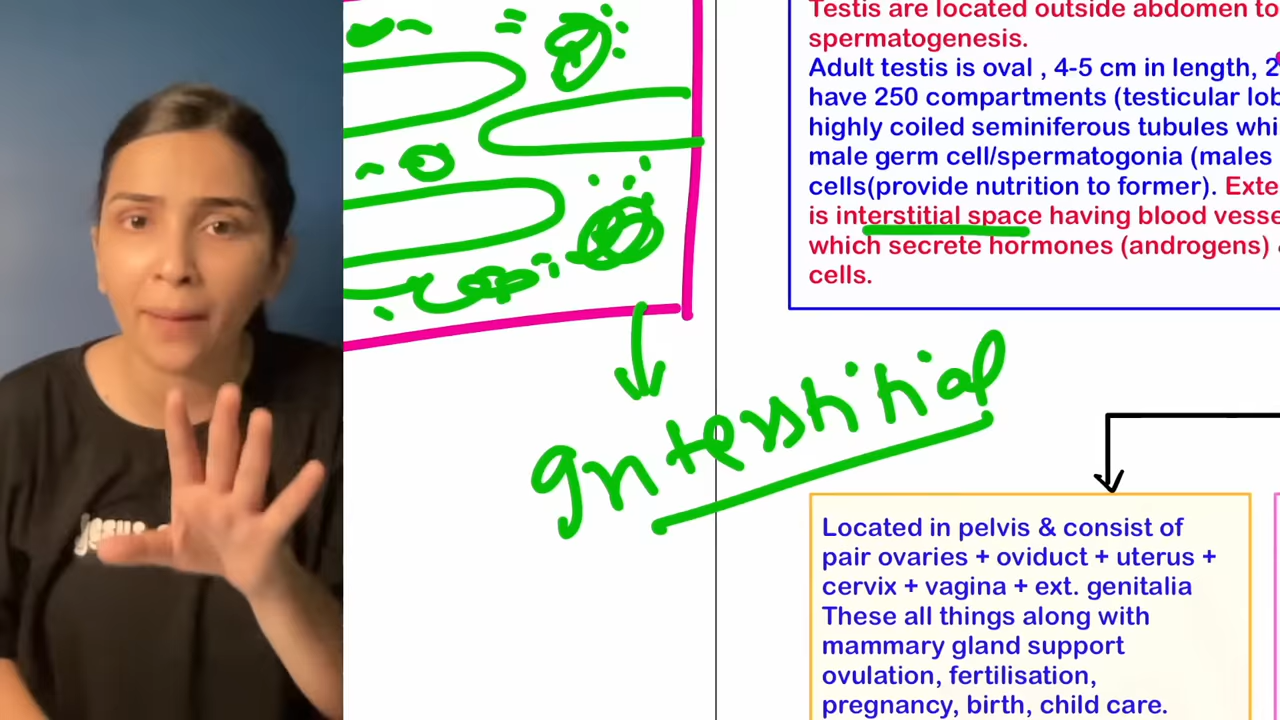 Testis are located outside abdomen to
spermatogenesis.
Adult testis is oval , 4-5 cm in length, 2
have 250 compartments (testicular lob
highly coiled seminiferous tubules whi
male germ cell/spermatogonia (males
cells(provide nutrition to former). Exte
is interstitial space having blood vesse
which secrete hormones (androgens)
cells.
Interstitial
Located in pelvis & consist of
pair ovaries + oviduct + uterus +
cervix + vagina + ext. genitalia
These all things along with
mammary gland support
ovulation, fertilisation,
pregnancy, birth, child care.
jesus